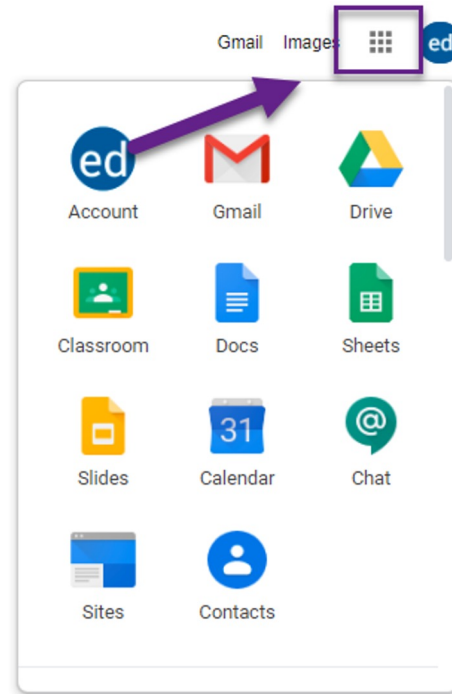 Gmail Images ed
ed
Account Gmail Drive
Classroom Docs Sheets
31 @
Slides Calendar Chat
Sites Contacts